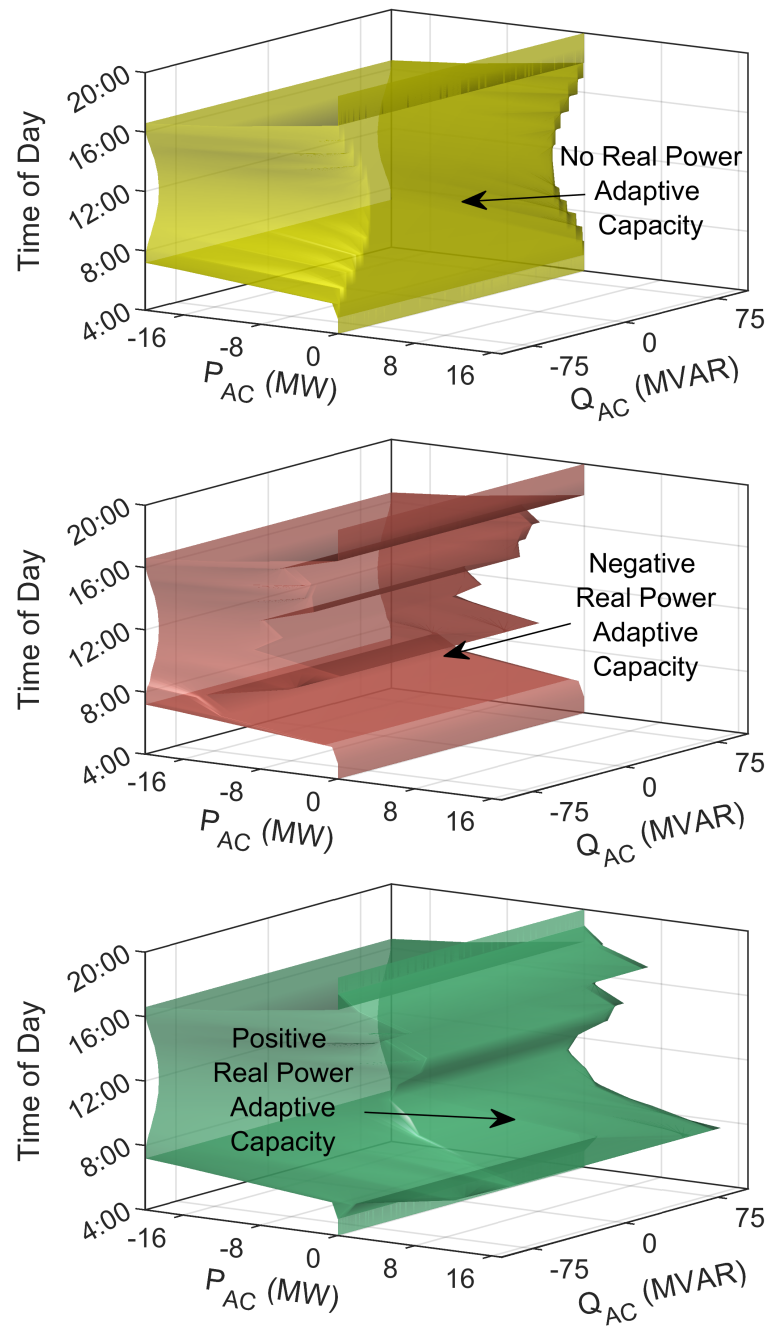 20:00
16:00
12:00
8:00
4:00
Time of Day
No Real Power
Adaptive
Capacity
-16
-8
0
8
16
P_AC (MW)
-75
0
75
Q_AC (MVAR)
20:00
16:00
12:00
8:00
4:00
Time of Day
Negative
Real Power
Adaptive
Capacity
-16
-8
0
8
16
P_AC (MW)
-75
0
75
Q_AC (MVAR)
20:00
16:00
12:00
8:00
4:00
Time of Day
Positive
Real Power
Adaptive
Capacity
-16
-8
0
8
16
P_AC (MW)
-75
0
75
Q_AC (MVAR)